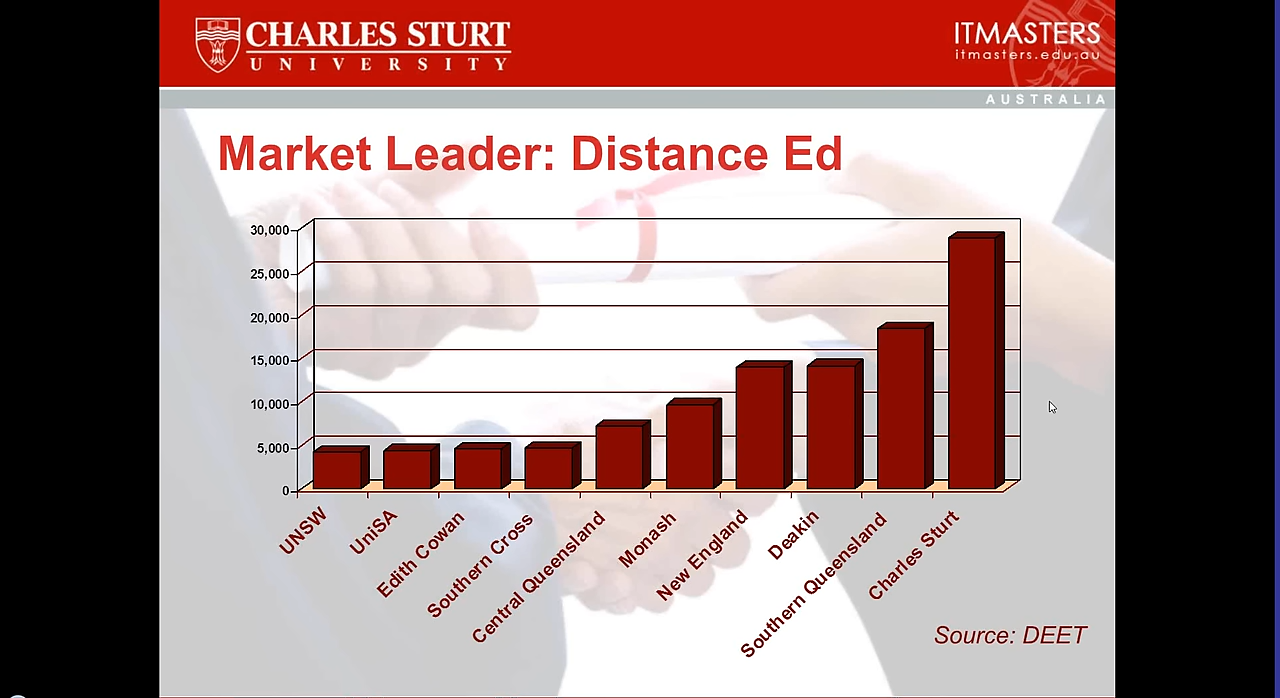 CHARLES STURT
UNIVERSITY
ITMASTERS
itmasters.edu.au
AUSTRALIA
Market Leader: Distance Ed
30,000
25,000
20,000
15,000
10,000
5,000
0
UNSW
UniSA
Edith Cowan
Southern Cross
Central Queensland
Monash
New England
Deakin
Southern Queensland
Charles Sturt
Source: DEET